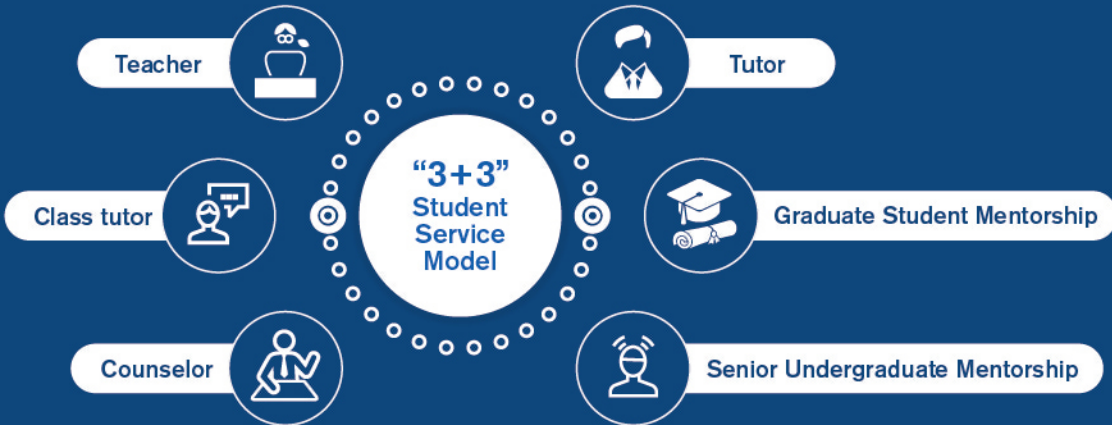 Teacher
Tutor
“3+3”
Student
Service
Model
Class tutor
Graduate Student Mentorship
Counselor
Senior Undergraduate Mentorship